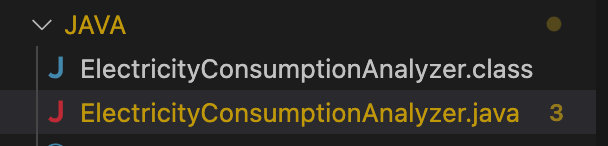 JAVA
J ElectricityConsumptionAnalyzer.class
J ElectricityConsumptionAnalyzer.java 3